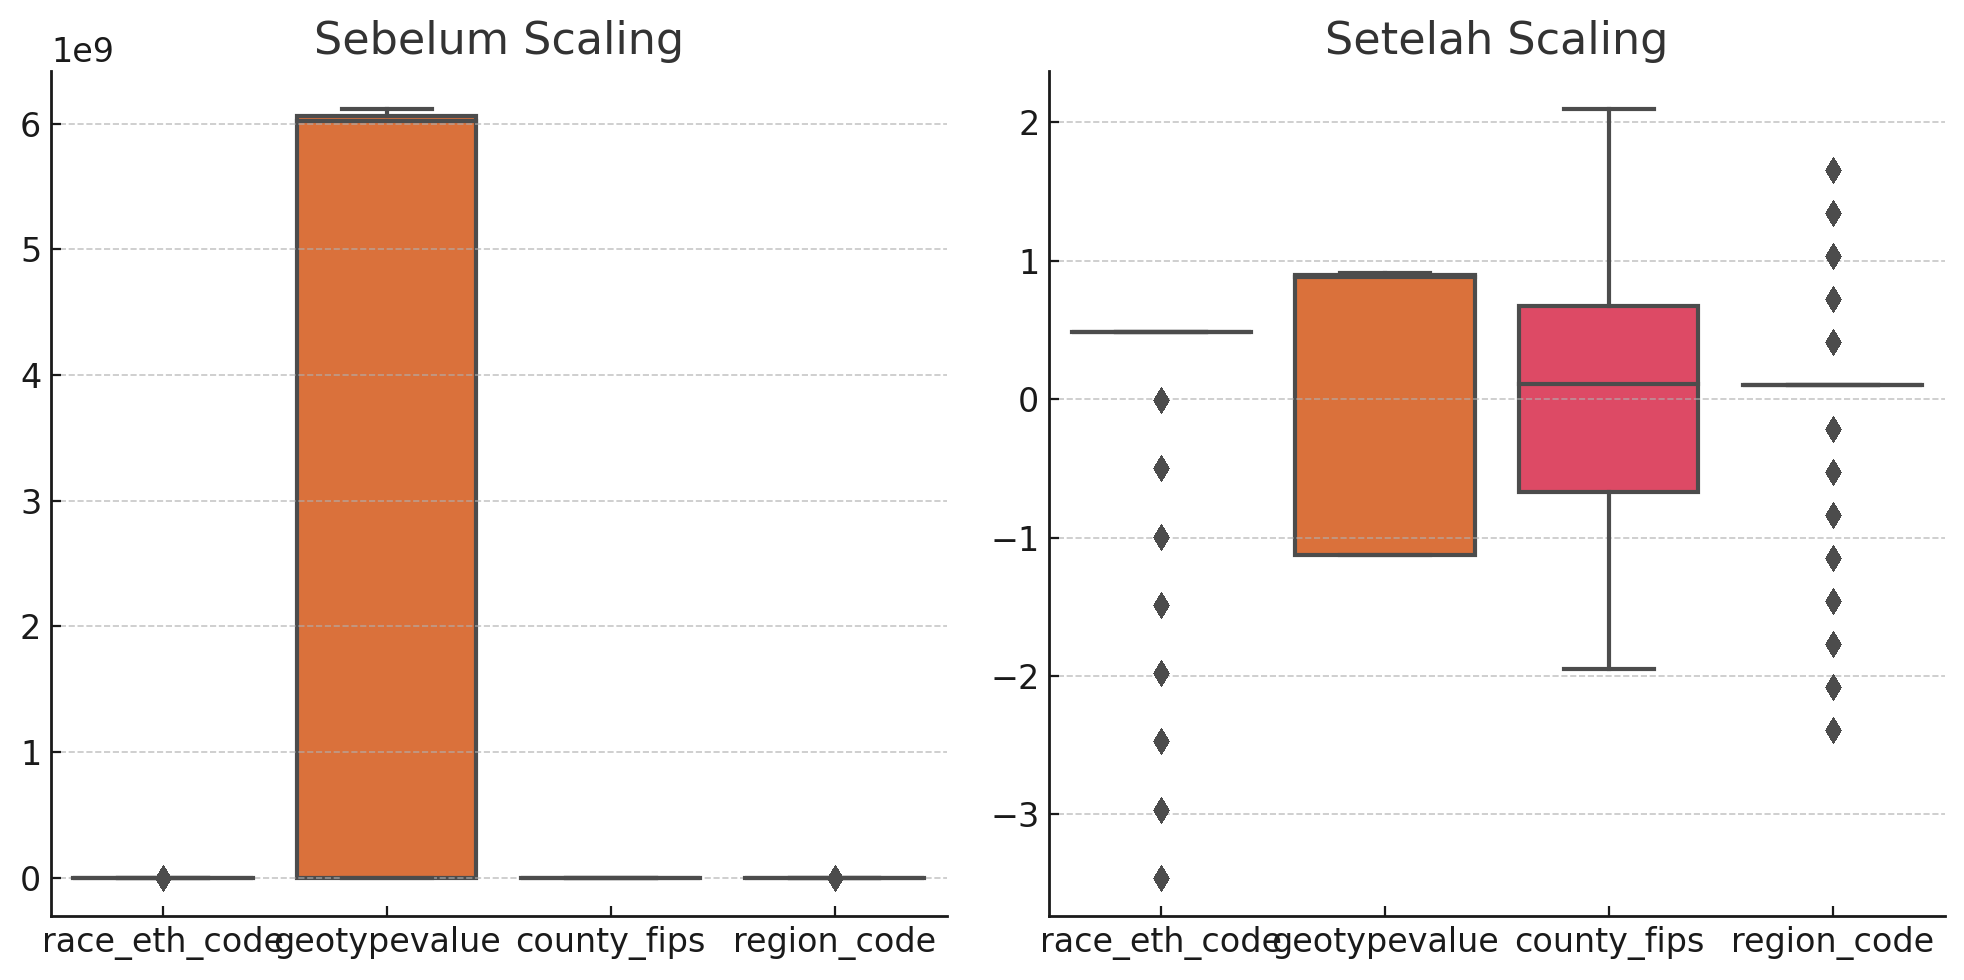 Sebelum Scaling
1e9
6
5
4
3
2
1
0
race_eth_code geotypevalue county_fips region_code
Setelah Scaling
2
1
0
−1
−2
−3
race_eth_code geotypevalue county_fips region_code